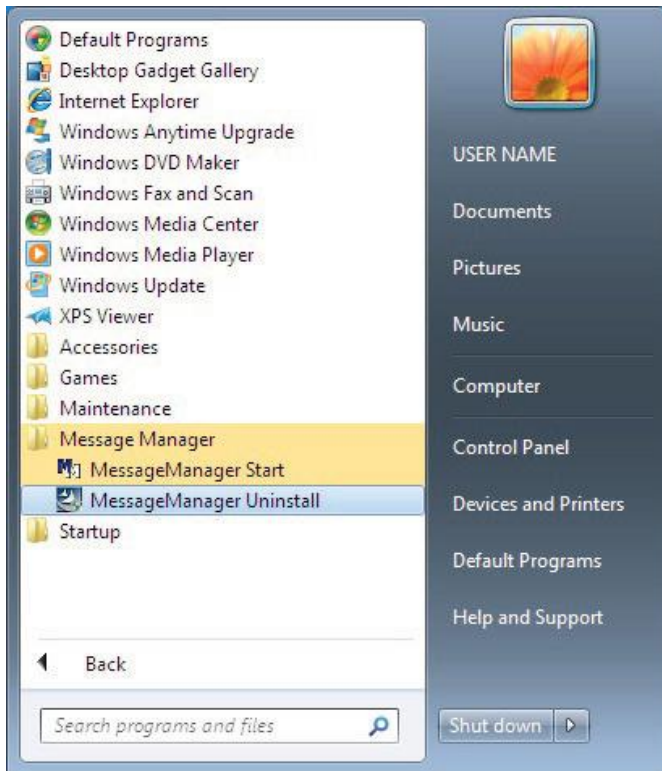 Default Programs
Desktop Gadget Gallery
Internet Explorer
Windows Anytime Upgrade
Windows DVD Maker
Windows Fax and Scan
Windows Media Center
Windows Media Player
Windows Update
XPS Viewer
Accessories
Games
Maintenance
Message Manager
MessageManager Start
MessageManager Uninstall
Startup
Back
Search programs and files
USER NAME
Documents
Pictures
Music
Computer
Control Panel
Devices and Printers
Default Programs
Help and Support
Shut down